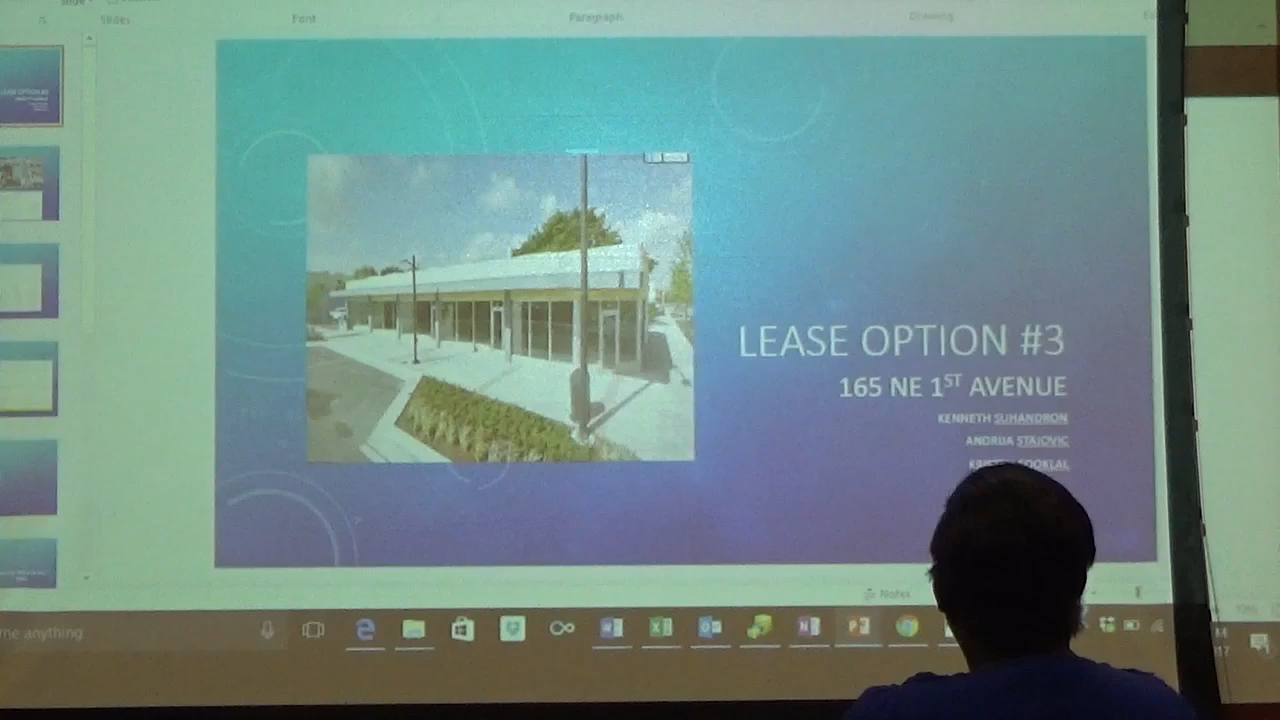 Slides
Font
Paragraph
Drawing
LEASE OPTION #3
165 NE 1ST AVENUE
KENNETH SUHANDRON
ANDRIJA STAJOVIC
Notes
me anything